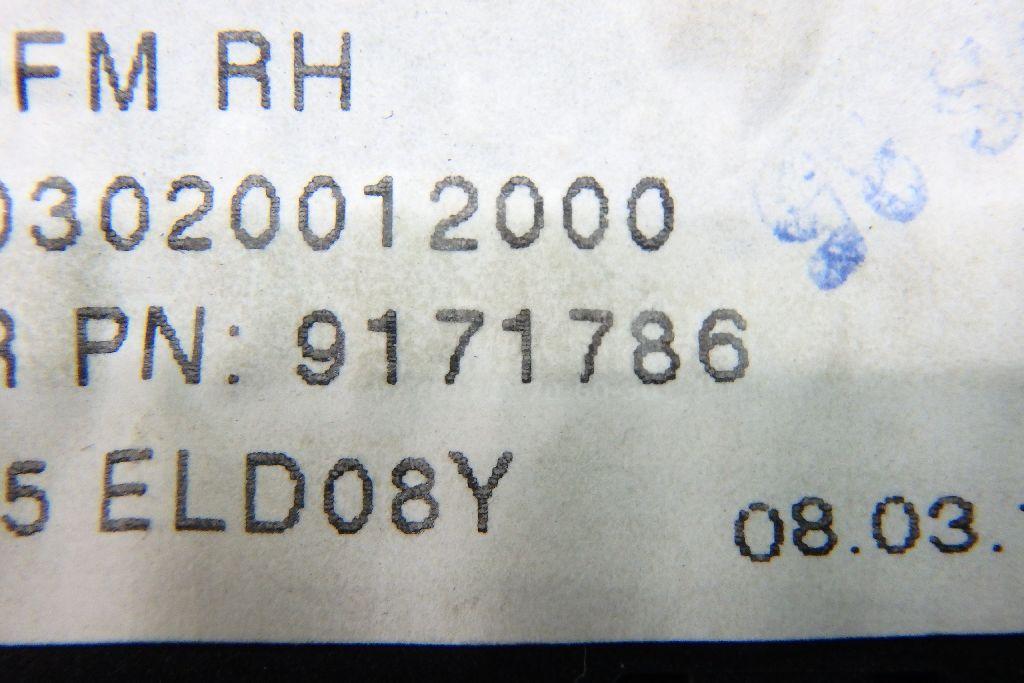 FM RH
03020012000
R PN: 9171786
5 ELD08Y
08.03.